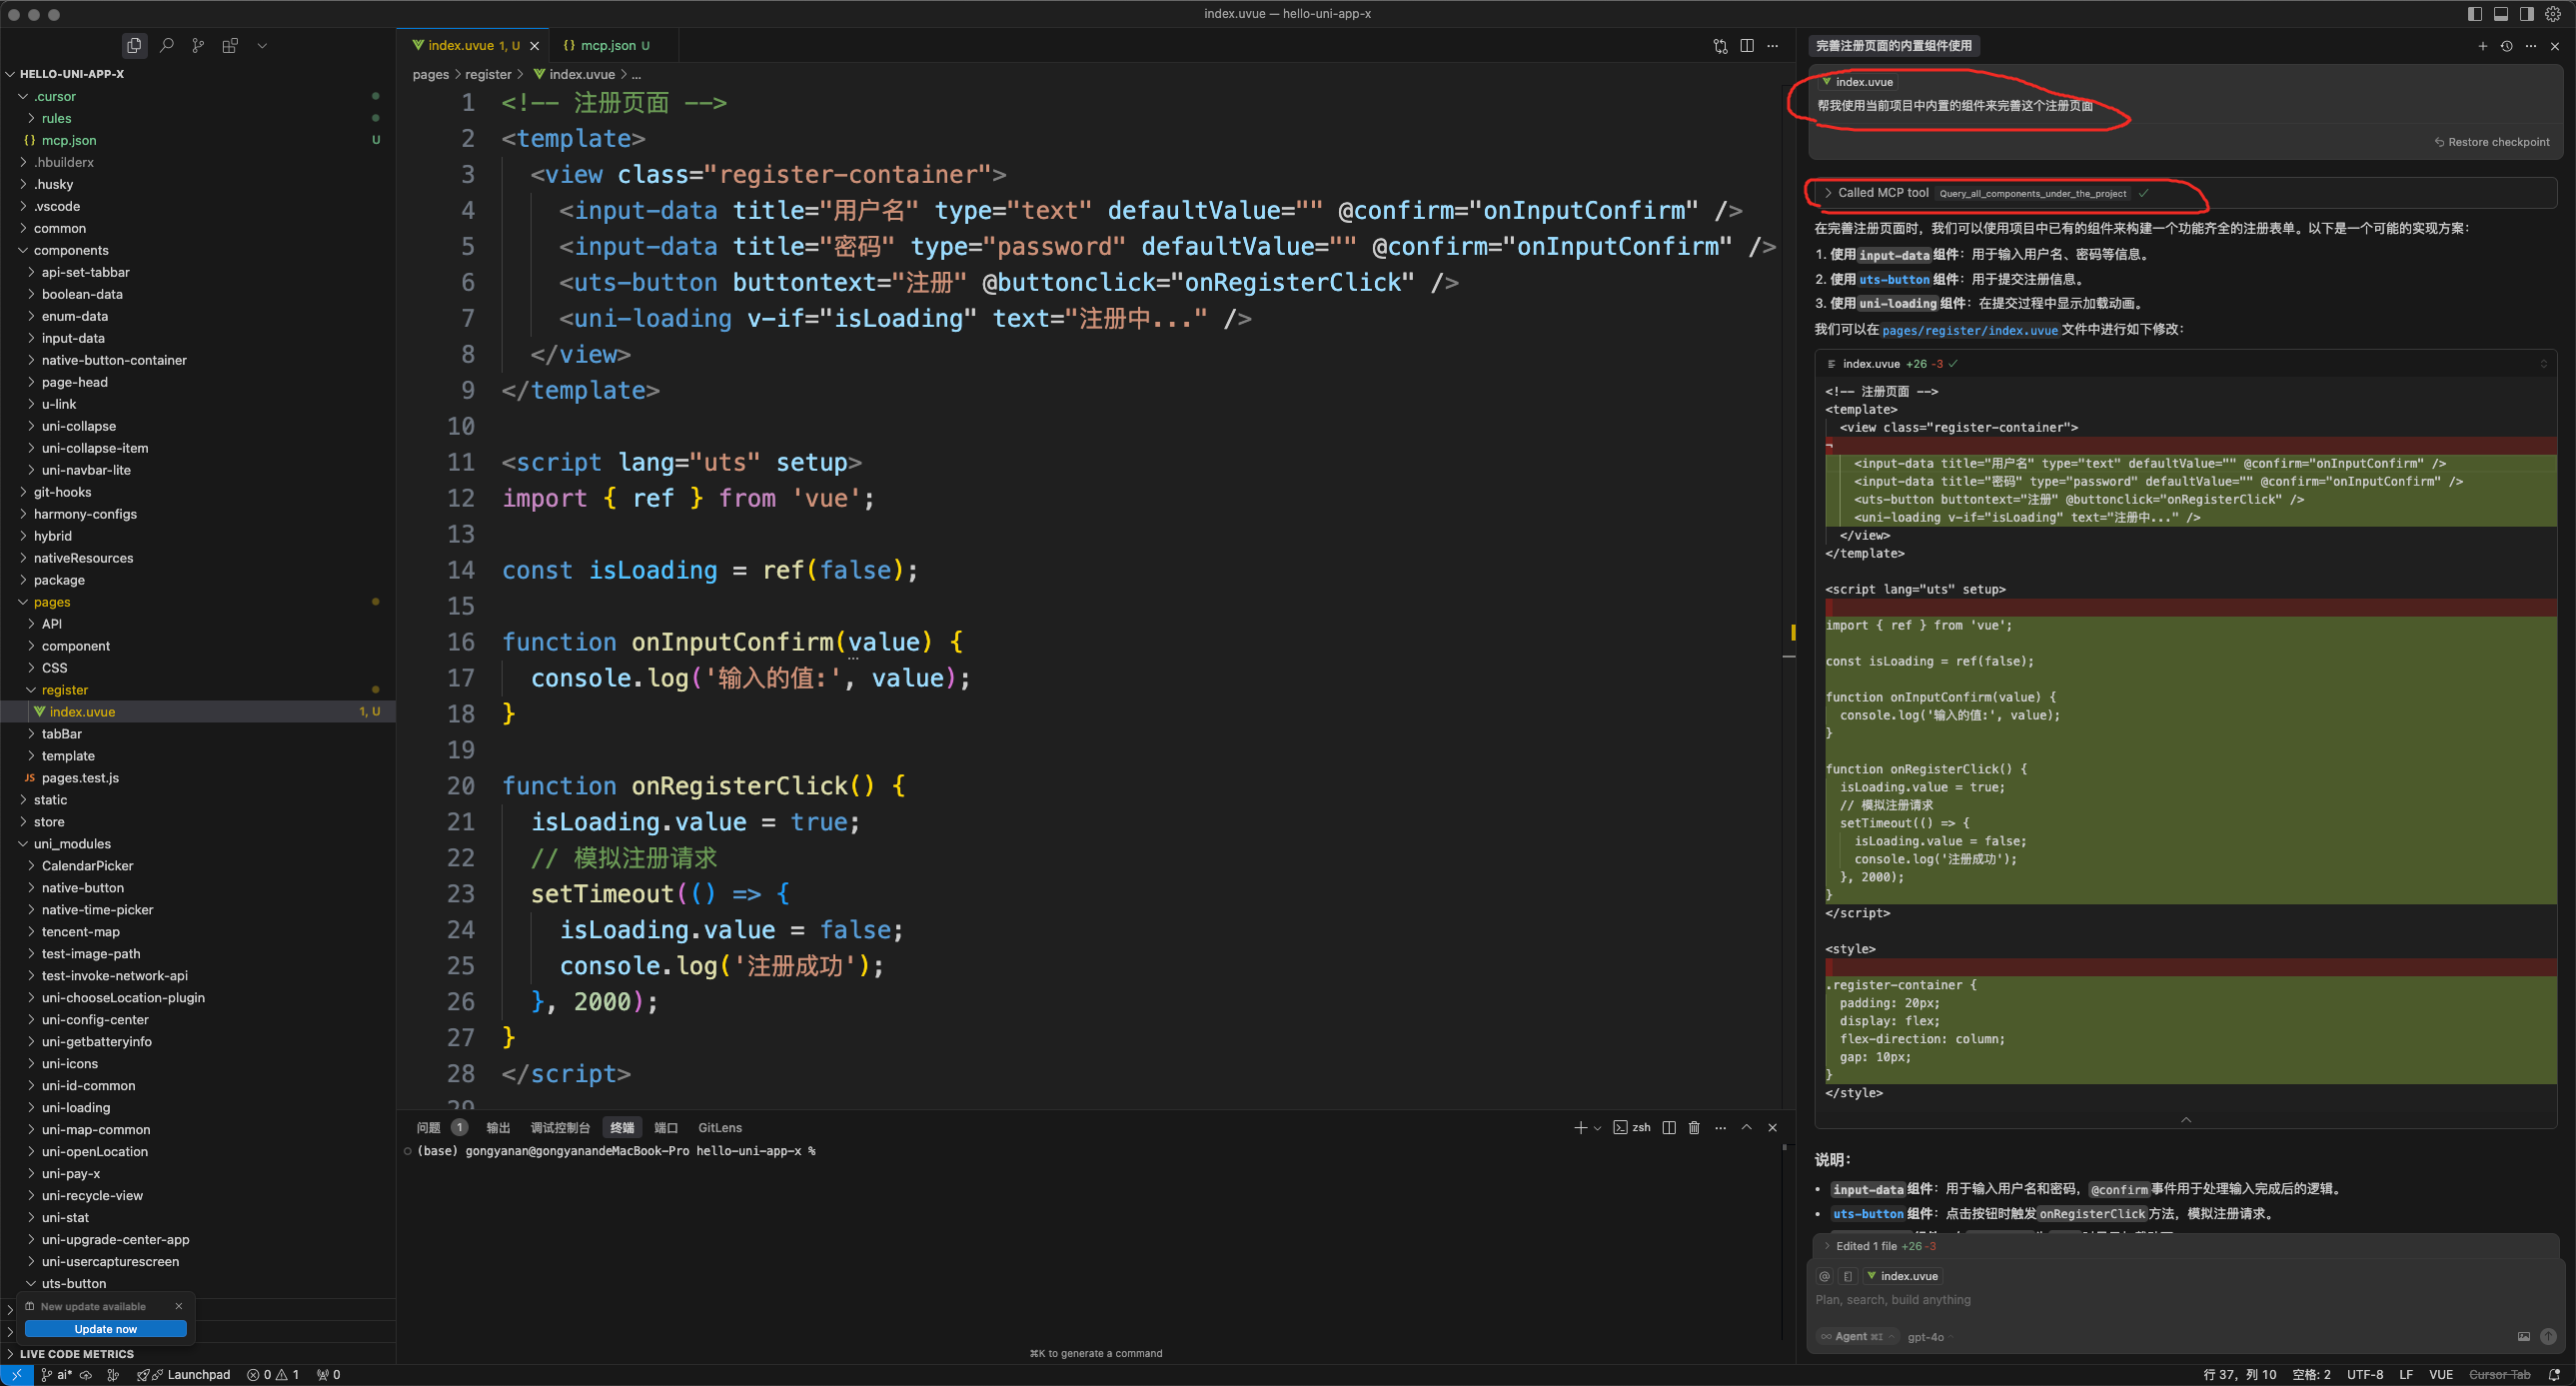 index.uvue — hello-uni-app-x
HELLO-UNI-APP-X
.cursor
rules
mcp.json U
.hbuilderx
.husky
.vscode
common
components
api-set-tabbar
boolean-data
enum-data
input-data
native-button-container
page-head
u-link
uni-collapse
uni-collapse-item
uni-navbar-lite
git-hooks
harmony-configs
hybrid
nativeResources
package
pages
API
component
CSS
register
index.uvue 1, U
tabBar
template
JS pages.test.js
static
store
uni_modules
CalendarPicker
native-button
native-time-picker
tencent-map
test-image-path
test-invoke-network-api
uni-chooseLocation-plugin
uni-config-center
uni-getbatteryinfo
uni-icons
uni-id-common
uni-loading
uni-map-common
uni-openLocation
uni-pay-x
uni-recycle-view
uni-stat
uni-upgrade-center-app
uni-usercapturescreen
uts-button
New update available
Update now
LIVE CODE METRICS
index.uvue 1, U
{} mcp.json U
pages > register > index.uvue > ...
1 <!-- 注册页面 -->
2 <template>
3 <view class="register-container">
4 <input-data title="用户名" type="text" defaultValue="" @confirm="onInputConfirm" />
5 <input-data title="密码" type="password" defaultValue="" @confirm="onInputConfirm" />
6 <uts-button buttontext="注册" @buttonclick="onRegisterClick" />
7 <uni-loading v-if="isLoading" text="注册中..." />
8 </view>
9 </template>
10
11 <script lang="uts" setup>
12 import { ref } from 'vue';
13
14 const isLoading = ref(false);
15
16 function onInputConfirm(value) {
17 console.log('输入的值:', value);
18 }
19
20 function onRegisterClick() {
21 isLoading.value = true;
22 // 模拟注册请求
23 setTimeout(() => {
24 isLoading.value = false;
25 console.log('注册成功');
26 }, 2000);
27 }
28 </script>
29
问题 1 输出 调试控制台 终端 端口 GitLens
zsh
(base) gongyanan@gongyanandeMacBook-Pro hello-uni-app-x %
⌘K to generate a command
完善注册页面的内置组件使用
index.uvue
帮我使用当前项目中内置的组件来完善这个注册页面
Restore checkpoint
Called MCP tool Query_all_components_under_the_project
在完善注册页面时，我们可以使用项目中已有的组件来构建一个功能齐全的注册表单。以下是一个可能的实现方案：
1. 使用 input-data 组件：用于输入用户名、密码等信息。
2. 使用 uts-button 组件：用于提交注册信息。
3. 使用 uni-loading 组件：在提交过程中显示加载动画。
我们可以在 pages/register/index.uvue 文件中进行如下修改：
index.uvue +26 -3
<!-- 注册页面 -->
<template>
<view class="register-container">
<input-data title="用户名" type="text" defaultValue="" @confirm="onInputConfirm" />
<input-data title="密码" type="password" defaultValue="" @confirm="onInputConfirm" />
<uts-button buttontext="注册" @buttonclick="onRegisterClick" />
<uni-loading v-if="isLoading" text="注册中..." />
</view>
</template>
<script lang="uts" setup>
import { ref } from 'vue';
const isLoading = ref(false);
function onInputConfirm(value) {
console.log('输入的值:', value);
}
function onRegisterClick() {
isLoading.value = true;
// 模拟注册请求
setTimeout(() => {
isLoading.value = false;
console.log('注册成功');
}, 2000);
}
</script>
<style>
.register-container {
padding: 20px;
display: flex;
flex-direction: column;
gap: 10px;
}
</style>
说明：
• input-data 组件：用于输入用户名和密码，@confirm 事件用于处理输入完成后的逻辑。
• uts-button 组件：点击按钮时触发 onRegisterClick 方法，模拟注册请求。
Edited 1 file +26 -3
@ index.uvue
Plan, search, build anything
∞ Agent ⌘I gpt-4o
ai* Launchpad 0 1 0
行 37，列 10 空格: 2 UTF-8 LF VUE Cursor Tab